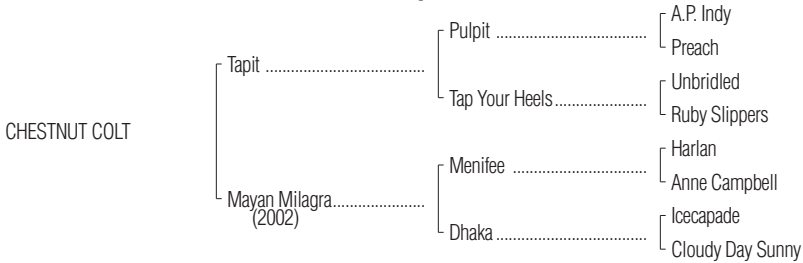 A.P. Indy
Pulpit ....................................
Preach
Tapit ......................................
Unbridled
Tap Your Heels......................
Ruby Slippers
CHESTNUT COLT
Harlan
Menifee ................................
Anne Campbell
Mayan Milagra......................
(2002)
Icecapade
Dhaka ....................................
Cloudy Day Sunny